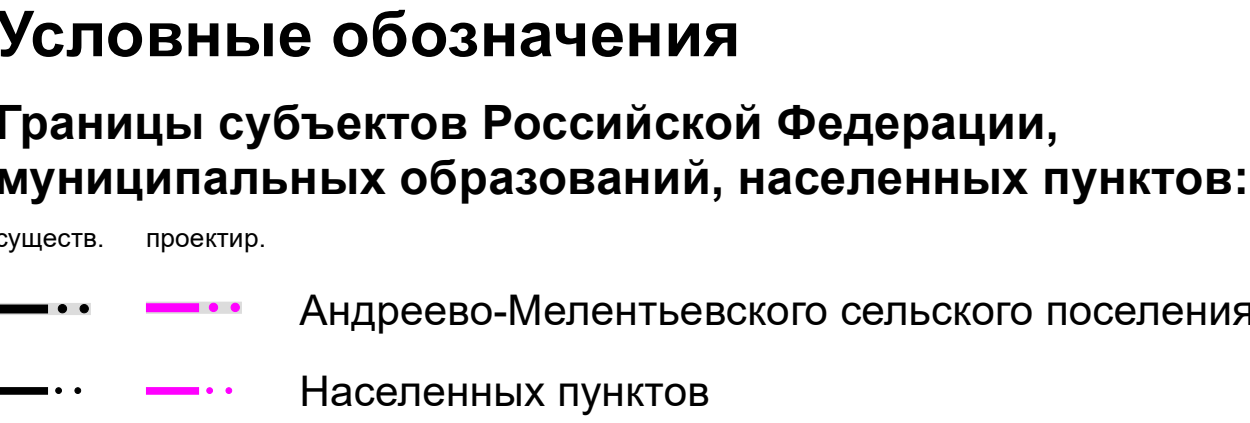 Условные обозначения
Границы субъектов Российской Федерации,
муниципальных образований, населенных пунктов:
существ. проектир.
Андреево-Мелентьевского сельского поселения
Населенных пунктов